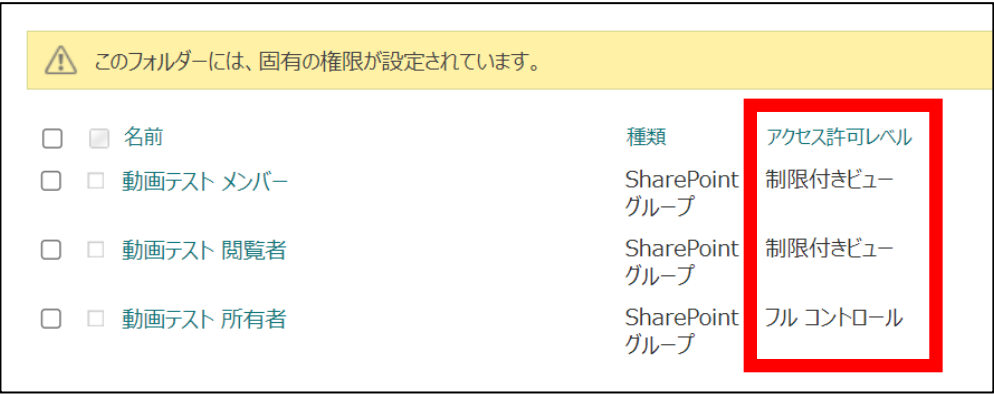 このフォルダーには、固有の権限が設定されています。
名前 種類 アクセス許可レベル
動画テスト メンバー SharePoint 制限付きビュー
グループ
動画テスト 閲覧者 SharePoint 制限付きビュー
グループ
動画テスト 所有者 SharePoint フル コントロール
グループ